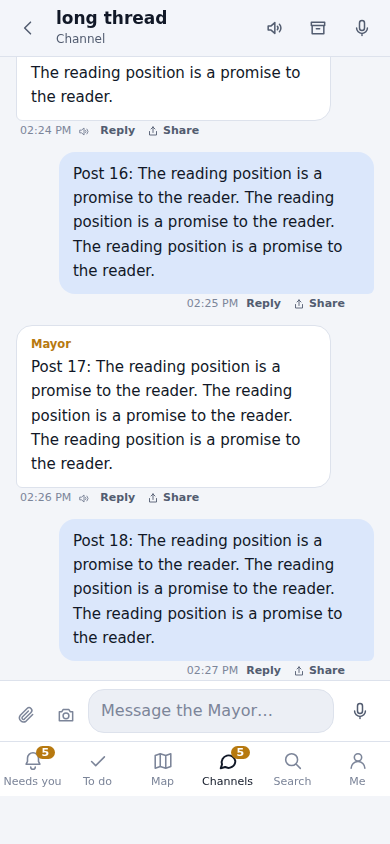 long thread
Channel
The reading position is a promise to
the reader.
02:24 PM Reply Share
Post 16: The reading position is a
promise to the reader. The reading
position is a promise to the reader.
The reading position is a promise to
the reader.
02:25 PM Reply Share
Mayor
Post 17: The reading position is a
promise to the reader. The reading
position is a promise to the reader.
The reading position is a promise to
the reader.
02:26 PM Reply Share
Post 18: The reading position is a
promise to the reader. The reading
position is a promise to the reader.
The reading position is a promise to
the reader.
02:27 PM Reply Share
Message the Mayor…
5 5
Needs you To do Map Channels Search Me